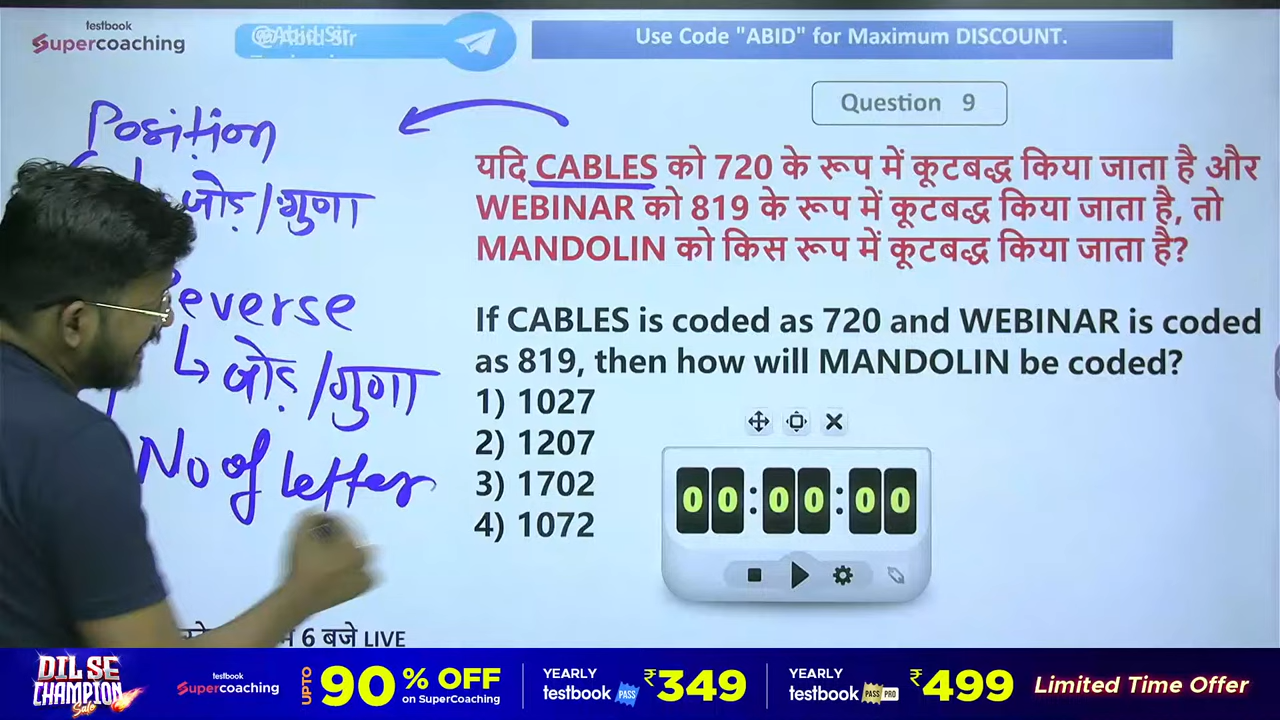 testbook
Supercoaching
@Abid Sir
Use Code "ABID" for Maximum DISCOUNT.
Question 9
Position
जोड़/गुणा
Reverse
जोड़/गुणा
No of letter
यदि CABLES को 720 के रूप में कूटबद्ध किया जाता है और
WEBINAR को 819 के रूप में कूटबद्ध किया जाता है, तो
MANDOLIN को किस रूप में कूटबद्ध किया जाता है?
If CABLES is coded as 720 and WEBINAR is coded
as 819, then how will MANDOLIN be coded?
1) 1027
2) 1207
3) 1702
4) 1072
00:00:00
6 बजे LIVE
DIL SE
CHAMPION
Sale
testbook
Supercoaching
UPTO
90% OFF
on SuperCoaching
YEARLY
testbook PASS
₹349
YEARLY
testbook PASS PRO
₹499
Limited Time Offer